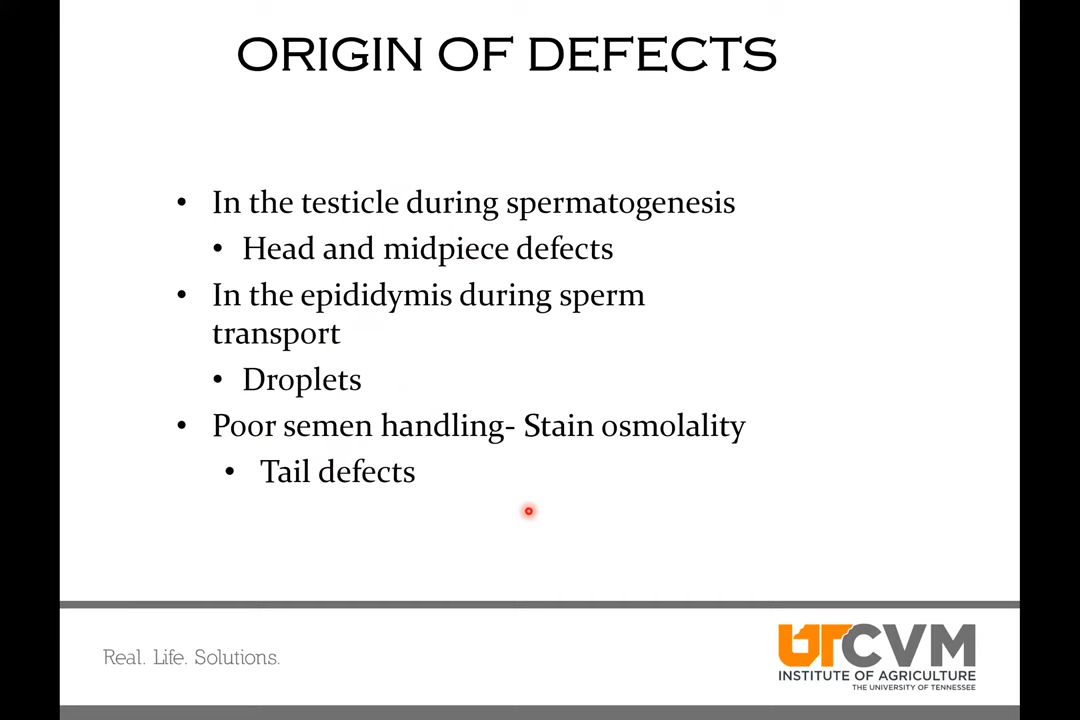 ORIGIN OF DEFECTS
• In the testicle during spermatogenesis
• Head and midpiece defects
• In the epididymis during sperm
transport
• Droplets
• Poor semen handling- Stain osmolality
• Tail defects
Real. Life. Solutions.
UTCVM
INSTITUTE OF AGRICULTURE
THE UNIVERSITY OF TENNESSEE